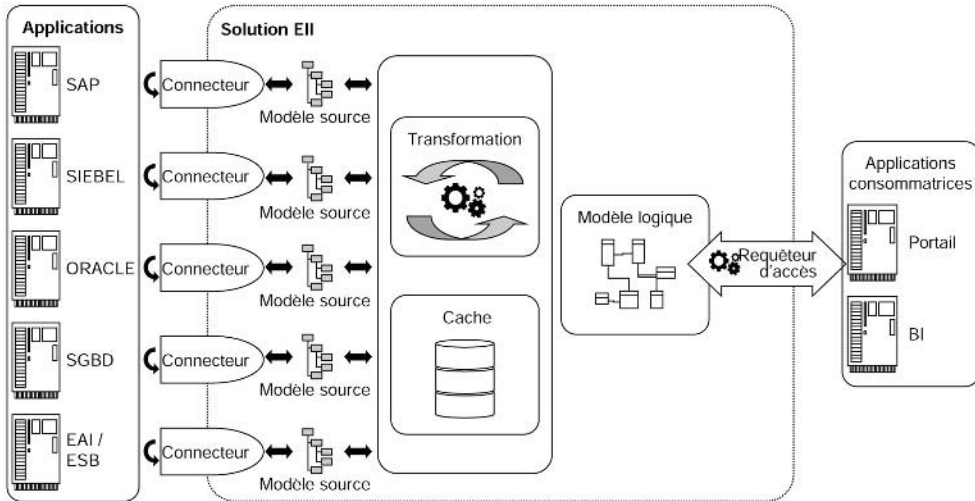 Applications
Solution EII
SAP
Connecteur
Modèle source
SIEBEL
Connecteur
Modèle source
ORACLE
Connecteur
Modèle source
SGBD
Connecteur
Modèle source
EAI /
ESB
Connecteur
Modèle source
Transformation
Cache
Modèle logique
Requêteur
d'accès
Applications
consommatrices
Portail
BI